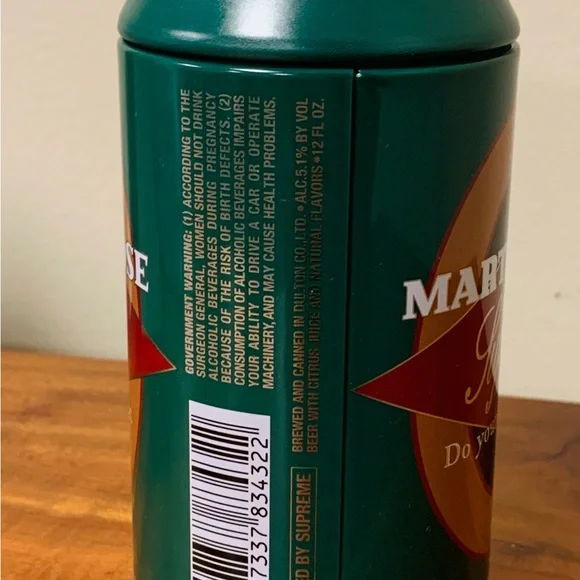 SE
GOVERNMENT WARNING: (1) ACCORDING TO THE
SURGEON GENERAL, WOMEN SHOULD NOT DRINK
ALCOHOLIC BEVERAGES DURING PREGNANCY
BECAUSE OF THE RISK OF BIRTH DEFECTS. (2)
CONSUMPTION OF ALCOHOLIC BEVERAGES IMPAIRS
YOUR ABILITY TO DRIVE A CAR OR OPERATE
MACHINERY, AND MAY CAUSE HEALTH PROBLEMS.
BREWED AND CANNED IN DULTON CO., LTD. • ALC.5.1% BY VOL
BEER WITH CITRUS JUICE AND NATURAL FLAVORS • 12 FL OZ.
7337 834322
ED BY SUPREME
MART
Do yo